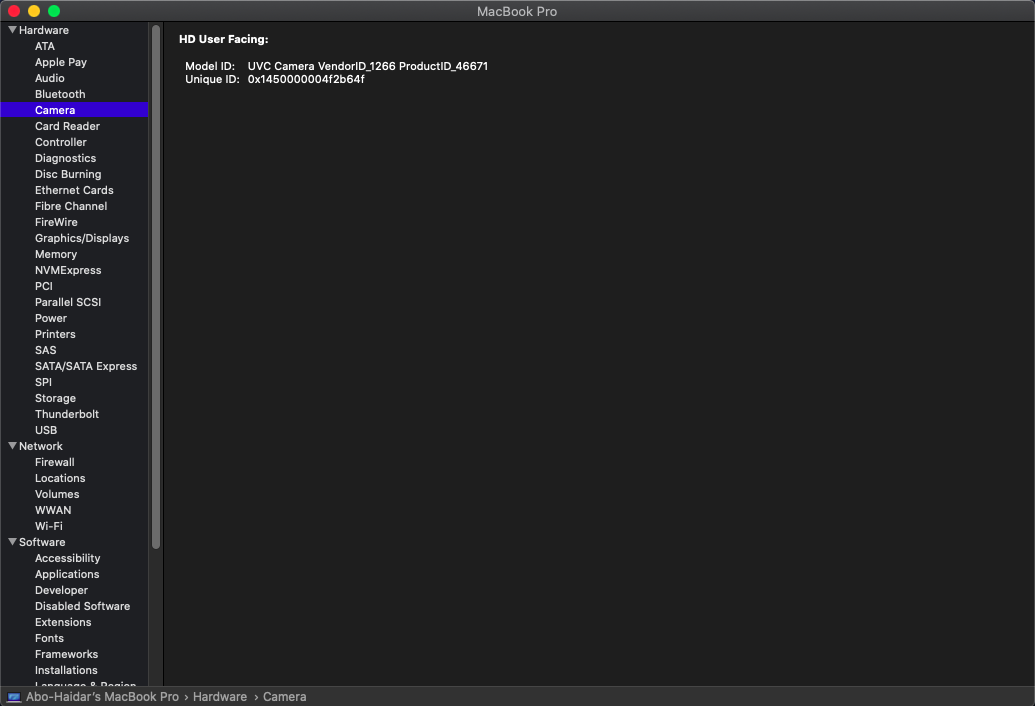 MacBook Pro
Hardware
ATA
Apple Pay
Audio
Bluetooth
Camera
Card Reader
Controller
Diagnostics
Disc Burning
Ethernet Cards
Fibre Channel
FireWire
Graphics/Displays
Memory
NVMExpress
PCI
Parallel SCSI
Power
Printers
SAS
SATA/SATA Express
SPI
Storage
Thunderbolt
USB
Network
Firewall
Locations
Volumes
WWAN
Wi-Fi
Software
Accessibility
Applications
Developer
Disabled Software
Extensions
Fonts
Frameworks
Installations
Language & Region
HD User Facing:
Model ID: UVC Camera VendorID_1266 ProductID_46671
Unique ID: 0x1450000004f2b64f
Abo-Haidar's MacBook Pro › Hardware › Camera